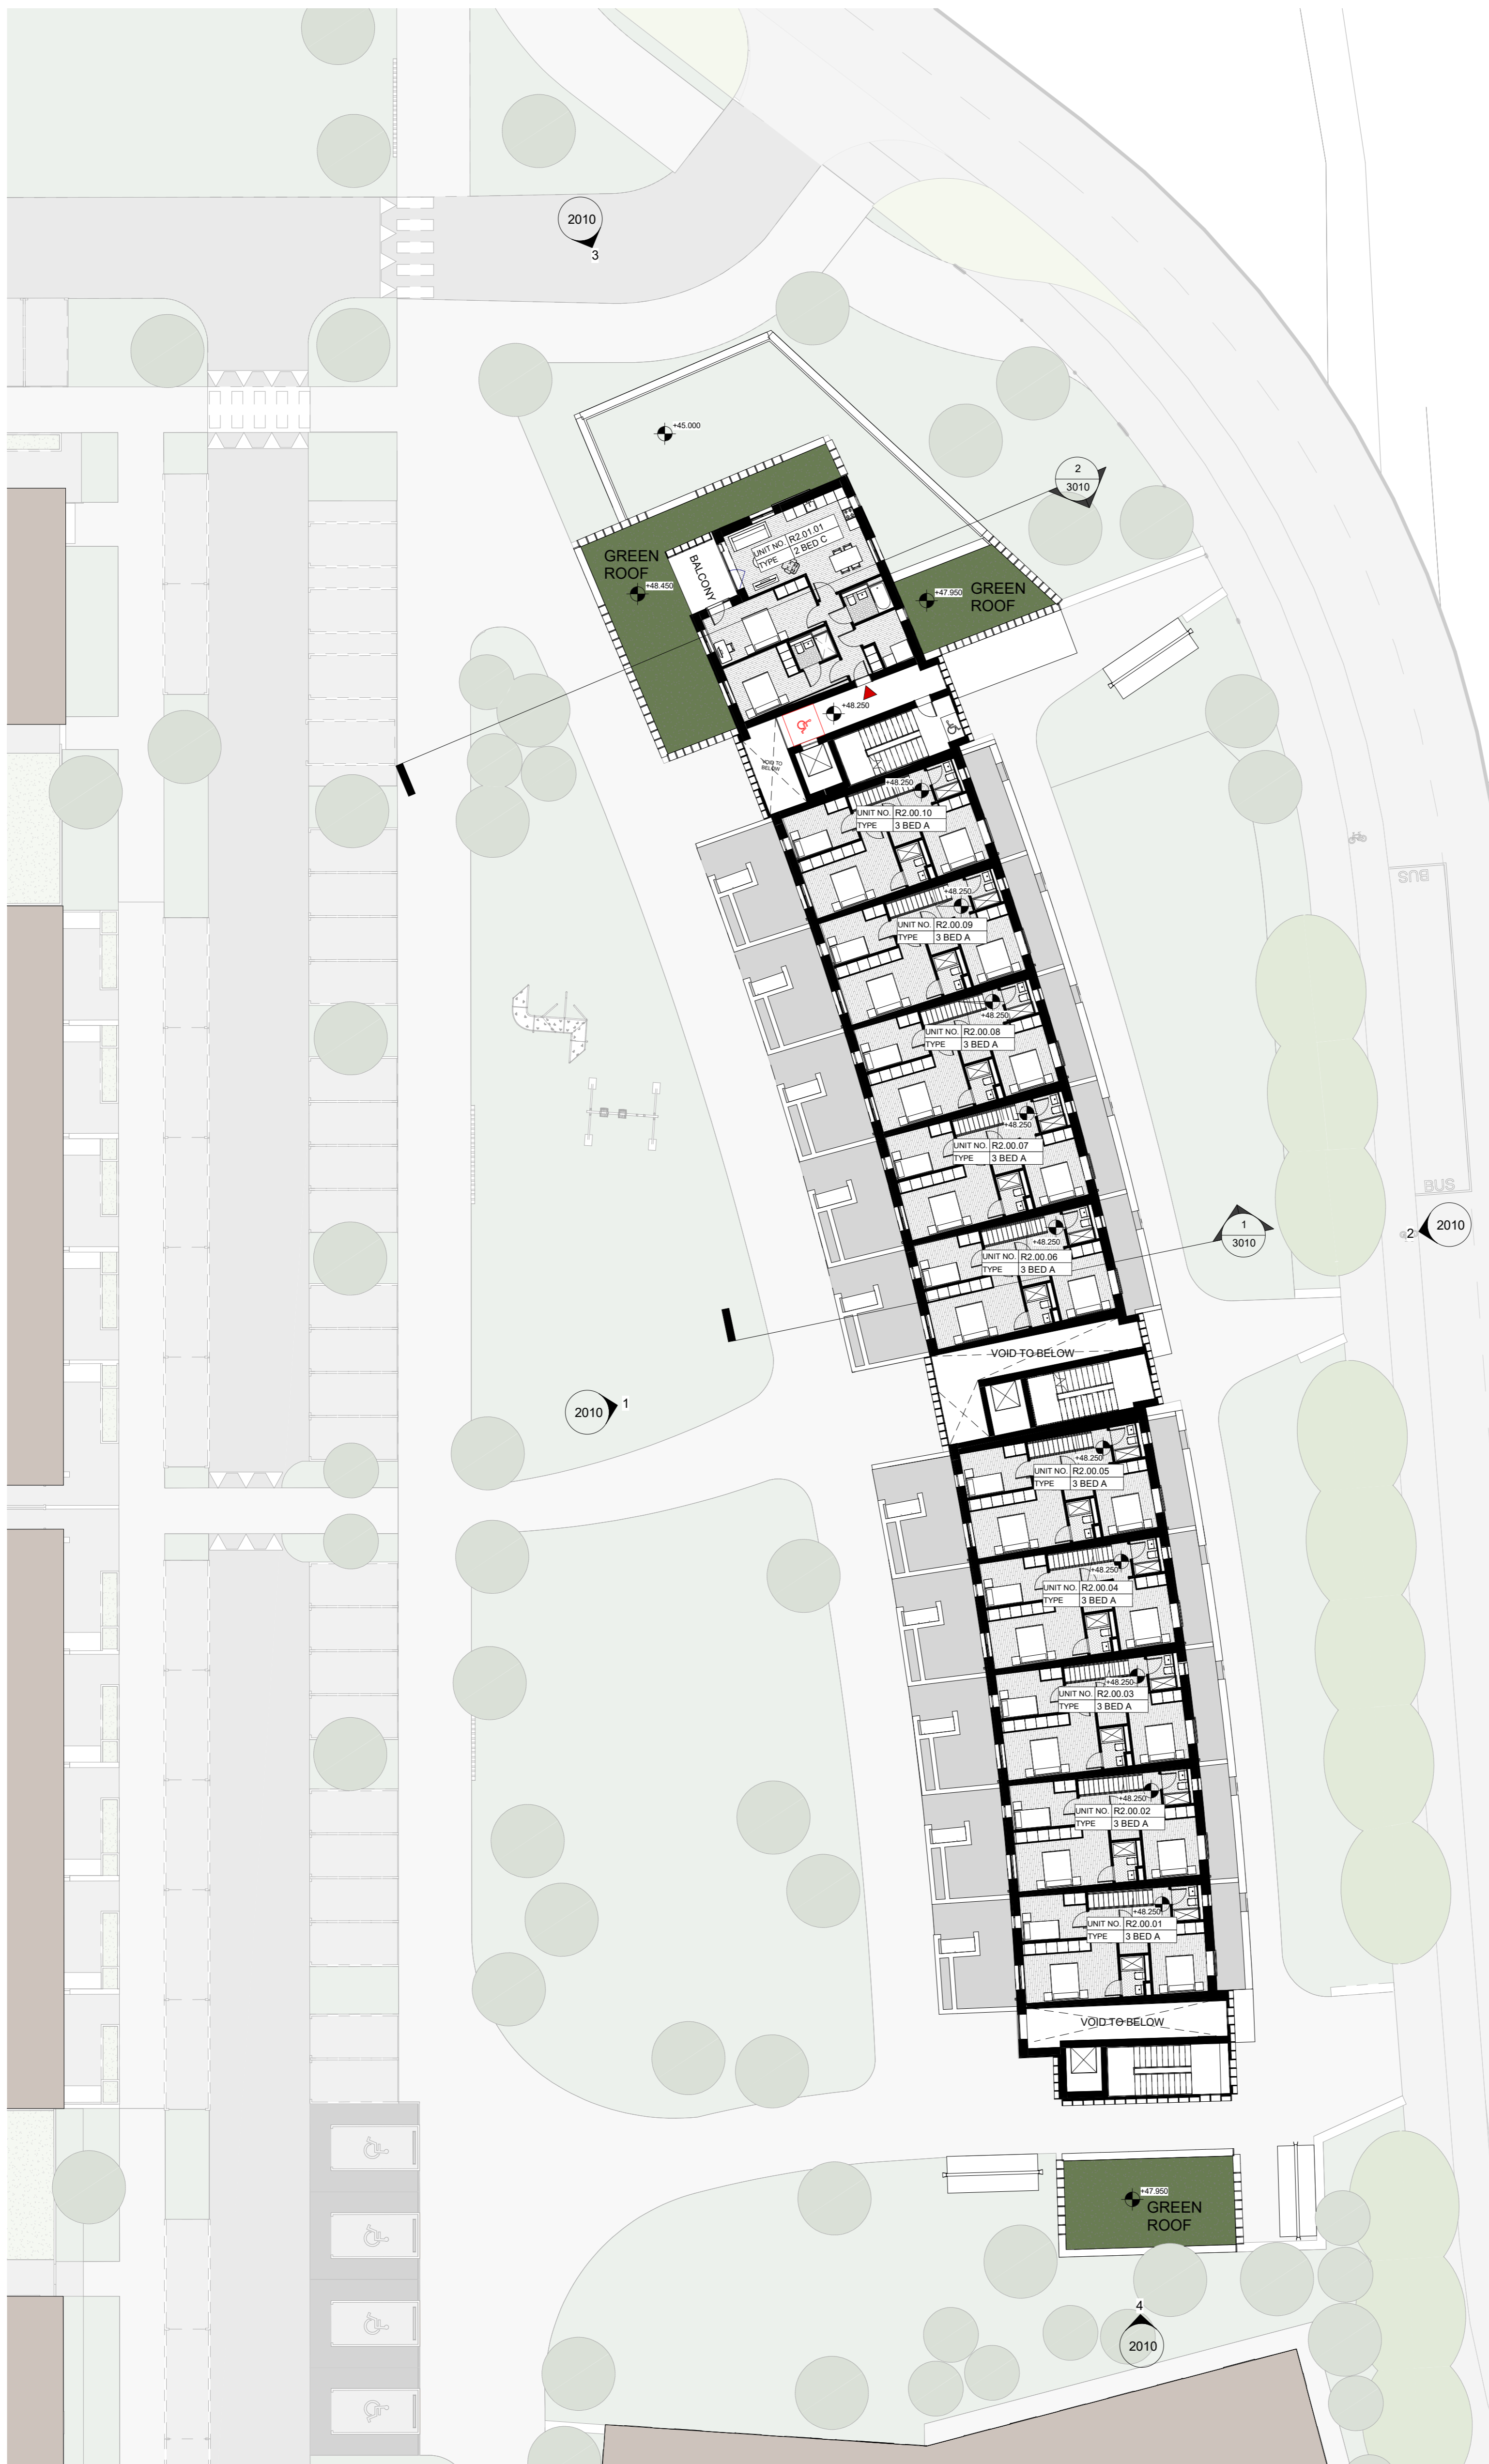 2010
3
+45.000
2
3010
UNIT NO. R2.01.01
TYPE 2 BED C
GREEN
ROOF
+48.450
BALCONY
+47.950
GREEN
ROOF
+48.250
VOID TO
BELOW
+48.250
UNIT NO. R2.00.10
TYPE 3 BED A
BUS
+48.250
UNIT NO. R2.00.09
TYPE 3 BED A
+48.250
UNIT NO. R2.00.08
TYPE 3 BED A
+48.250
UNIT NO. R2.00.07
TYPE 3 BED A
BUS
1
3010
2
2010
+48.250
UNIT NO. R2.00.06
TYPE 3 BED A
VOID TO BELOW
2010
1
+48.250
UNIT NO. R2.00.05
TYPE 3 BED A
+48.250
UNIT NO. R2.00.04
TYPE 3 BED A
+48.250
UNIT NO. R2.00.03
TYPE 3 BED A
+48.250
UNIT NO. R2.00.02
TYPE 3 BED A
+48.250
UNIT NO. R2.00.01
TYPE 3 BED A
VOID TO BELOW
+47.950
GREEN
ROOF
4
2010